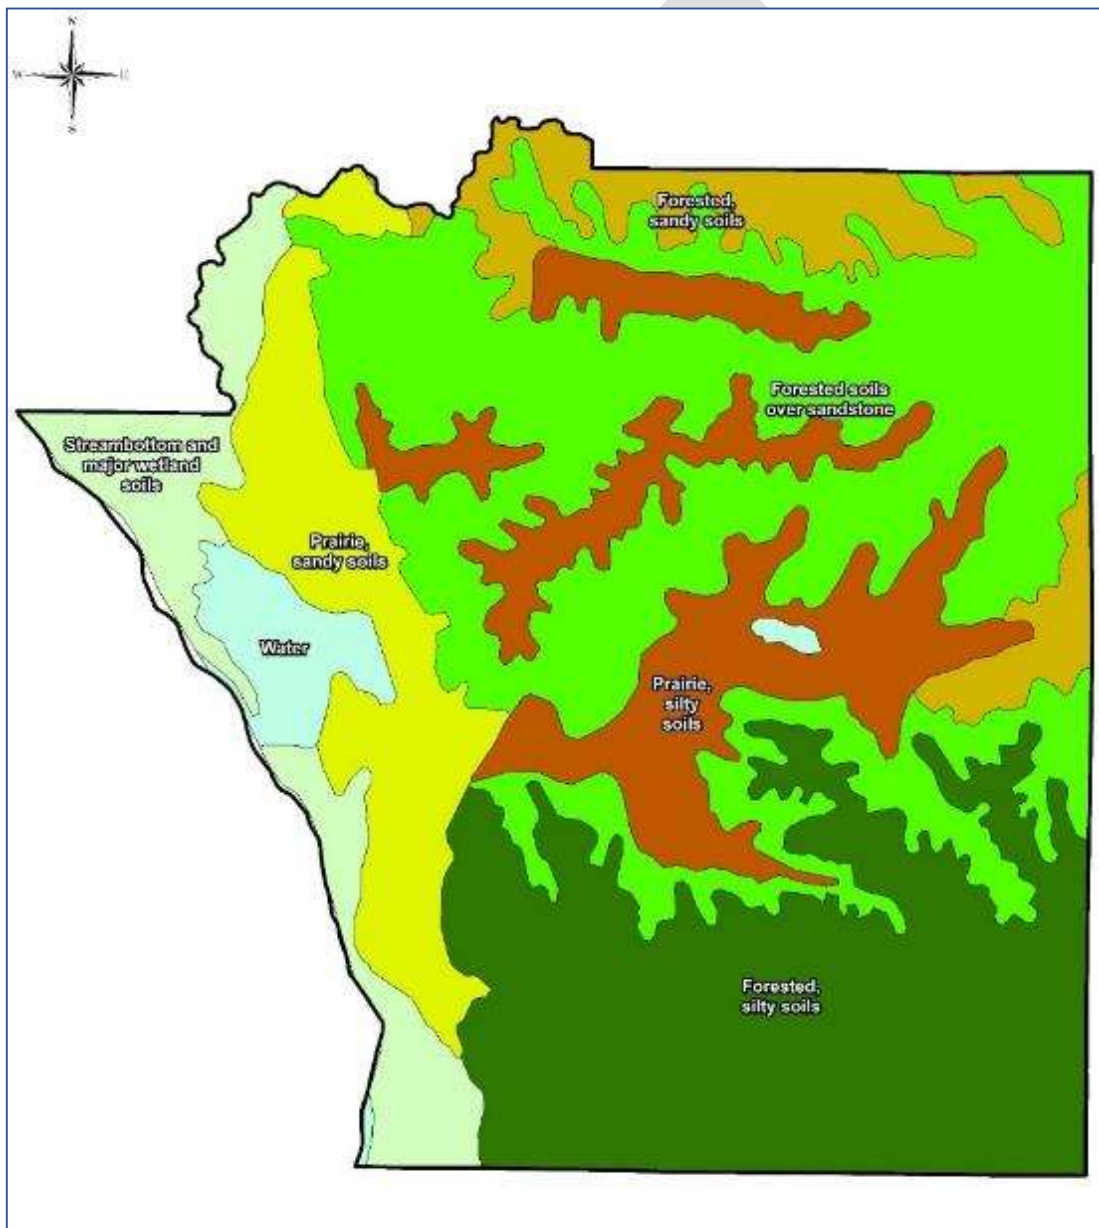 N
W
E
S
Forested,
sandy soils
Forested soils
over sandstone
Streambottom and
major wetland
soils
Prairie,
sandy soils
Water
Prairie,
silty
soils
Forested,
silty soils